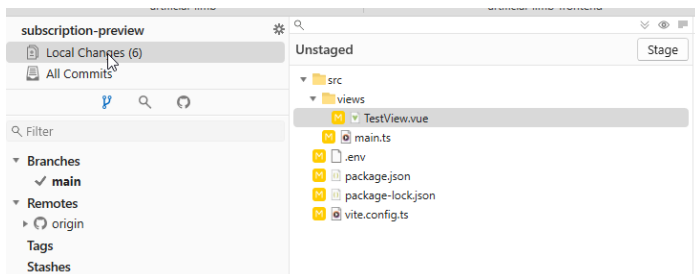 subscription-preview
Local Changes (6)
All Commits
Filter
Branches
main
Remotes
origin
Tags
Stashes
Unstaged
Stage
src
views
M TestView.vue
M main.ts
M .env
M package.json
M package-lock.json
M vite.config.ts